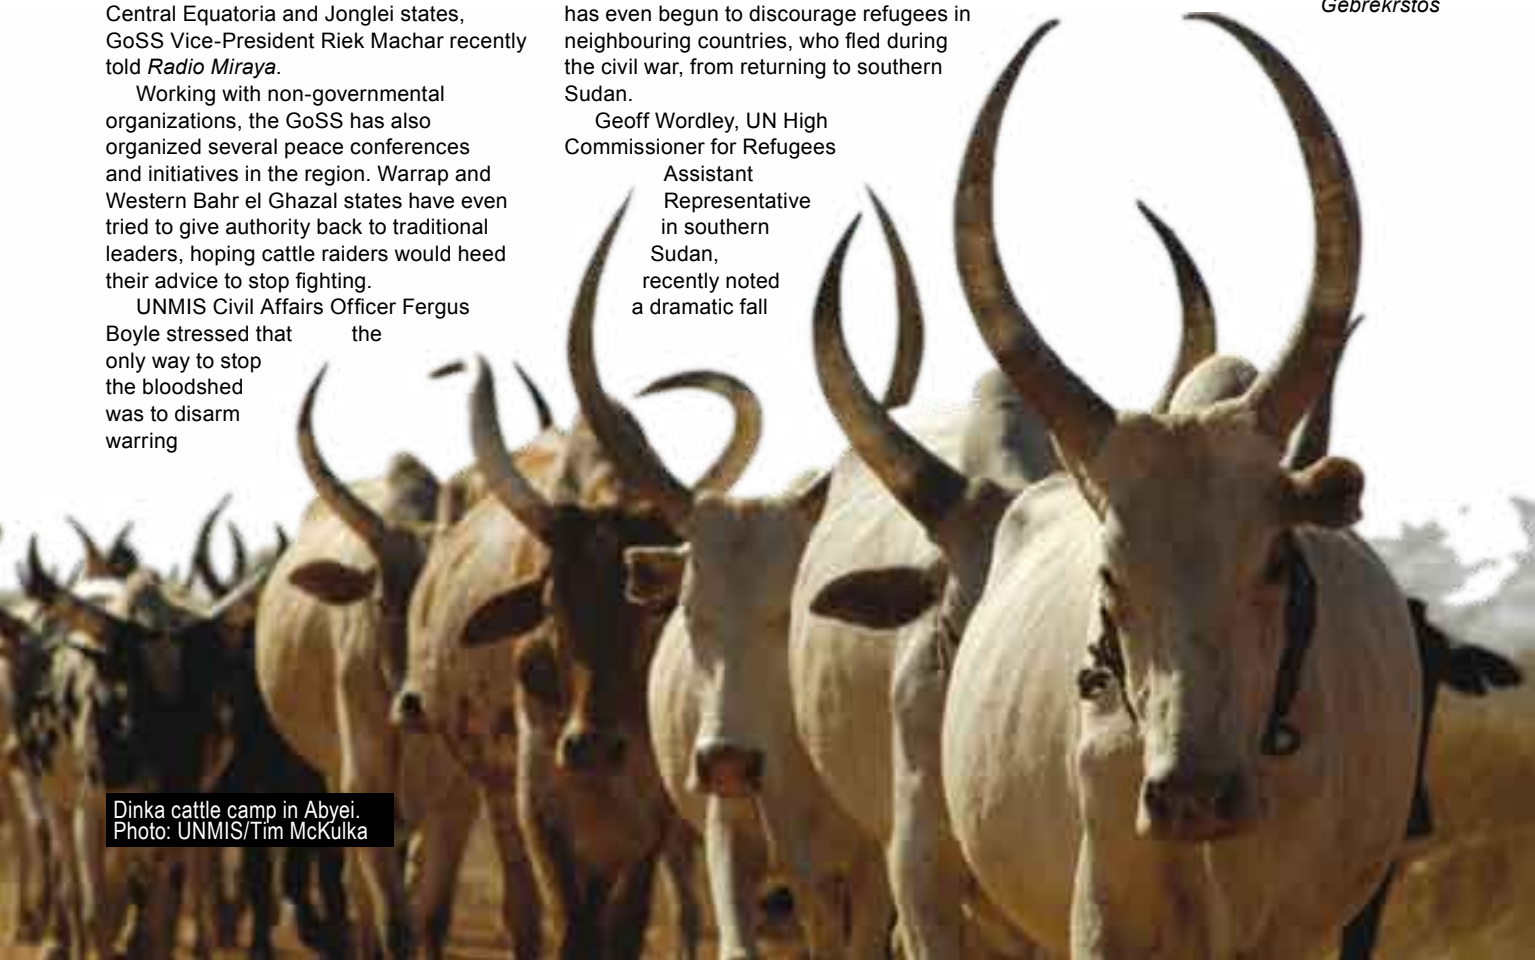 Central Equatoria and Jonglei states,
GoSS Vice-President Riek Machar recently
told Radio Miraya.
Working with non-governmental
organizations, the GoSS has also
organized several peace conferences
and initiatives in the region. Warrap and
Western Bahr el Ghazal states have even
tried to give authority back to traditional
leaders, hoping cattle raiders would heed
their advice to stop fighting.
UNMIS Civil Affairs Officer Fergus
Boyle stressed that the
only way to stop
the bloodshed
was to disarm
warring
has even begun to discourage refugees in
neighbouring countries, who fled during
the civil war, from returning to southern
Sudan.
Geoff Wordley, UN High
Commissioner for Refugees
Assistant
Representative
in southern
Sudan,
recently noted
a dramatic fall
Gebrekrstos
Dinka cattle camp in Abyei.
Photo: UNMIS/Tim McKulka